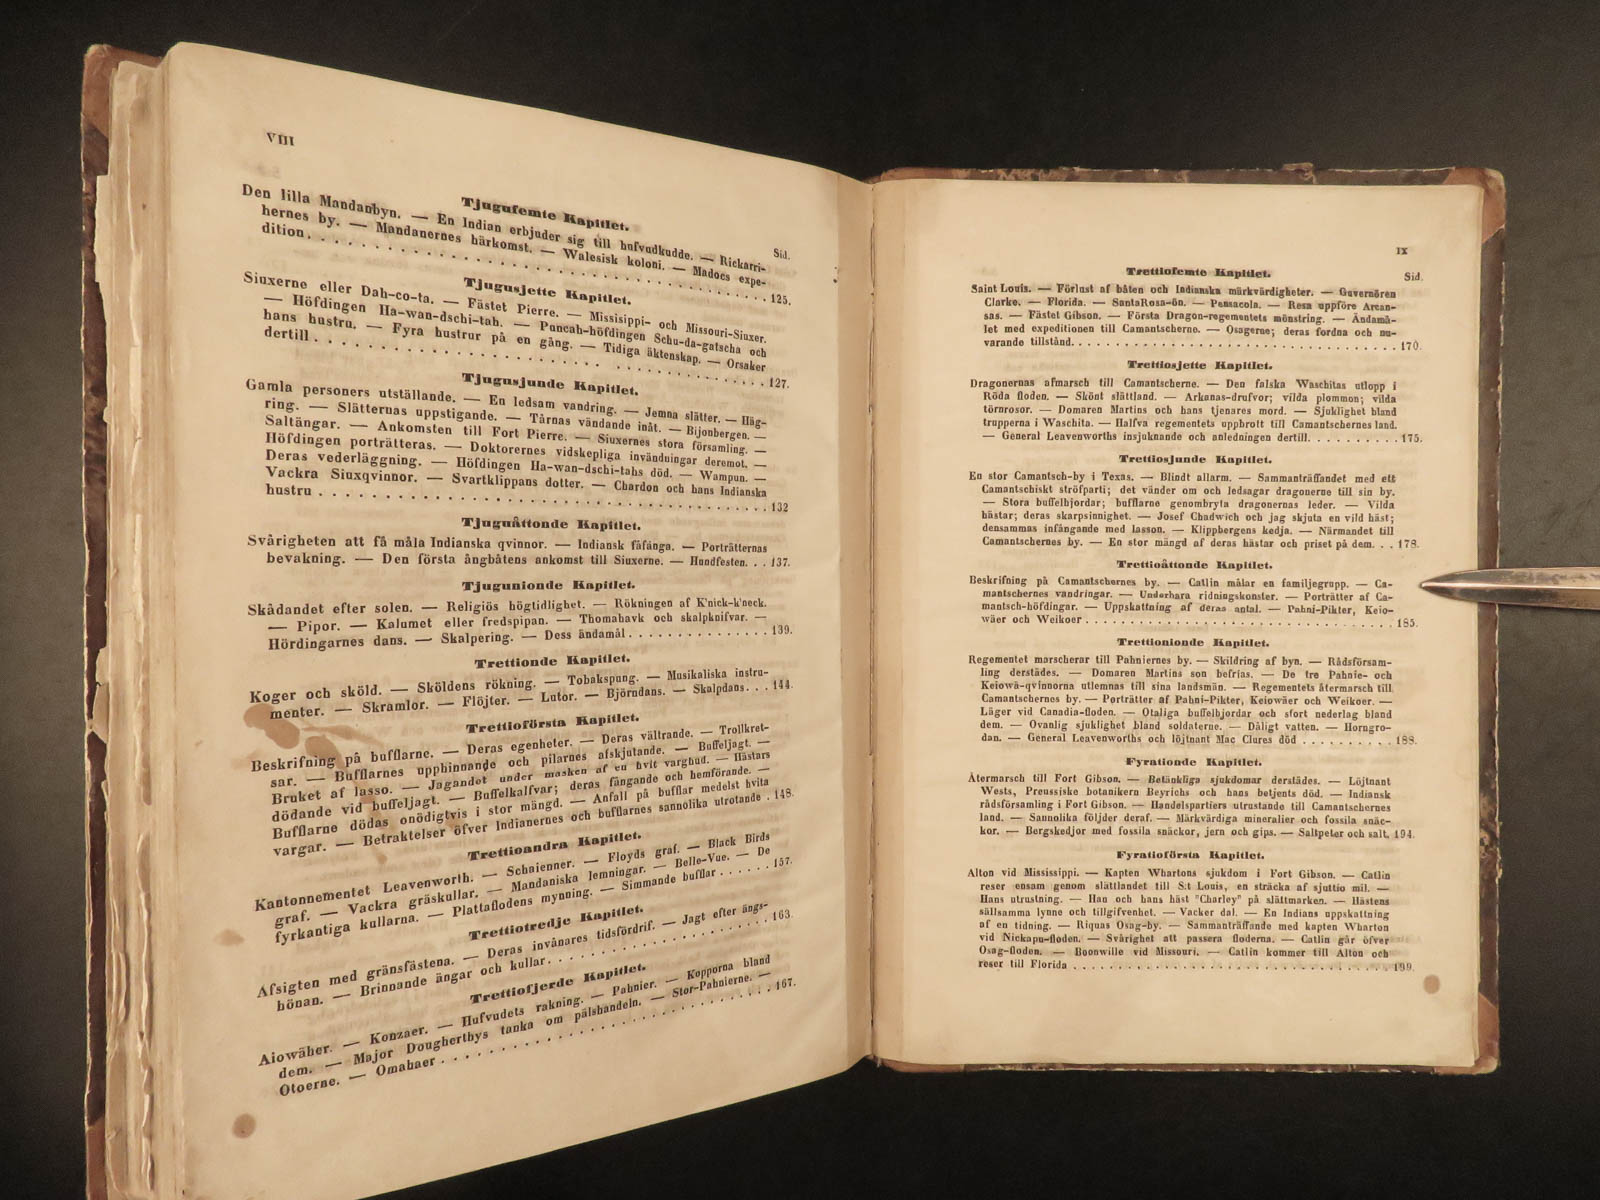 VIII
Tjugufemte Kapitlet.
Sid.
Den lilla Mandanbyn. — En Indian erbjuder sig till hufvudkudde. — Rickarri-
hernes by. — Mandanernes härkomst. — Walesisk koloni. — Madocs expe-
dition. . . . . . . . . . . . . . . . . . . . . . . . . . . . . . 125.
Tjugusjette Kapitlet.
Siuxerne eller Dah-co-ta. — Fästet Pierre. — Missisippi- och Missouri-Siuxer.
— Höfdingen Ha-wan-dschi-tah. — Puncah-höfdingen Schu-da-gatscha och
hans hustru. — Fyra hustrur på en gång. — Tidiga äktenskap. — Orsaker
dertill . . . . . . . . . . . . . . . . . . . . . . . . . . . . . 127.
Tjugusjunde Kapitlet.
Gamla personers utställande. — En ledsam vandring. — Jemna slätter. — Häg-
ring. — Slätternas uppstigande. — Tårnas vändande inåt. — Bijonbergen. —
Saltängar. — Ankomsten till Fort Pierre. — Siuxernes stora församling. —
Höfdingen porträtteras. — Doktorernes vidskepliga invändningar deremot. —
Deras vederläggning. — Höfdingen Ha-wan-dschi-tahs död. — Wampun. —
Vackra Siuxqvinnor. — Svartklippans dotter. — Chardon och hans Indianska
hustru . . . . . . . . . . . . . . . . . . . . . . . . . . . . . 132
Tjuguåttonde Kapitlet.
Svårigheten att få måla Indianska qvinnor. — Indiansk fåfänga. — Porträtternas
bevakning. — Den första ångbåtens ankomst till Siuxerne. — Hundfesten. . . 137.
Tjugunionde Kapitlet.
Skådandet efter solen. — Religiös högtidlighet. — Rökningen af K'nick-k'neck.
— Pipor. — Kalumet eller fredspipan. — Thomahavk och skalpknifvar. —
Hördingarnes dans. — Skalpering. — Dess ändamål . . . . . . . . . . . . 139.
Trettionde Kapitlet.
Koger och sköld. — Sköldens rökning. — Tobakspung. — Musikaliska instru-
menter. — Skramlor. — Flöjter. — Lutor. — Björndans. — Skalpdans. . . 144.
Trettioförsta Kapitlet.
Beskrifning på bufflarne. — Deras egenheter. — Deras vältrande. — Trollkret-
sar. — Bufflarnes upphinnande och pilarnes afskjutande. — Buffeljagt. —
Bruket af lasso. — Jagandet under masken af en hvit varghud. — Hästars
dödande vid buffeljagt. — Buffelkalfvar; deras fångande och hemförande. —
Bufflarne dödas onödigtvis i stor mängd. — Anfall på bufflar medelst hvita
vargar. — Betraktelser öfver Indianernes och bufflarnes sannolika utrotande . 148.
Trettioandra Kapitlet.
Kantonnementet Leavenworth. — Schnienner. — Floyds graf. — Black Birds
graf. — Vackra gräskullar. — Mandaniska lemningar. — Belle-Vue. — De
fyrkantiga kullarna. — Plattaflodens mynning. — Simmande bufflar . . . . . . 157.
Trettiotredje Kapitlet.
Afsigten med gränsfästena. — Deras invånares tidsfördrif. — Jagt efter ängs-
hönan. — Brinnande ängar och kullar. . . . . . . . . . . . . . . . . . 163
Trettiofjerde Kapitlet.
Aiowäher. — Konzaer. — Hufvudets rakning. — Pahnier. — Kopporna bland
dem. — Major Dougherthys tanka om pälshandeln. — Stor-Pahnierne. —
Otoerne. — Omahaer . . . . . . . . . . . . . . . . . . . . . . . . . 167.
IX
Trettiofemte Kapitlet.
Sid.
Saint Louis. — Förlust af båten och Indianska märkvärdigheter. — Guvernören
Clarke. — Florida. — SantaRosa-ön. — Pensacola. — Resa uppföre Arcan-
sas. — Fästet Gibson. — Första Dragon-regementets mönstring. — Ändamå-
let med expeditionen till Camantscherne. — Osagerne; deras fordna och nu-
varande tillstånd. . . . . . . . . . . . . . . . . . . . . . . . . . . 170.
Trettiosjette Kapitlet.
Dragonernas afmarsch till Camantscherne. — Den falska Waschitas utlopp i
Röda floden. — Skönt slättland. — Arkanas-drufvor; vilda plommon; vilda
törnrosor. — Domaren Martins och hans tjenares mord. — Sjuklighet bland
trupperna i Waschita. — Halfva regementets uppbrott till Camantschernes land.
— General Leavenworths insjuknande och anledningen dertill. . . . . . . . . 175.
Trettiosjunde Kapitlet.
En stor Camantsch-by i Texas. — Blindt allarm. — Sammanträffandet med ett
Camantschiskt ströfparti; det vänder om och ledsagar dragonerne till sin by.
— Stora buffelhjordar; bufflarne genombryta dragonernas leder. — Vilda
hästar; deras skarpsinnighet. — Josef Chadwich och jag skjuta en vild häst;
densammas infångande med lasson. — Klippbergens kedja. — Närmandet till
Camantschernes by. — En stor mängd af deras hästar och priset på dem. . . 178.
Trettioåttonde Kapitlet.
Beskrifning på Camantschernes by. — Catlin målar en familjegrupp. — Ca-
mantschernes vandringar. — Underbara ridningskonster. — Porträtter af Ca-
mantsch-höfdingar. — Uppskattning af deras antal. — Pahni-Pikter, Keio-
wäer och Weikoer . . . . . . . . . . . . . . . . . . . . . . . . . . 185.
Trettionionde Kapitlet.
Regementet marscherar till Pahniernes by. — Skildring af byn. — Rådsförsam-
ling derstädes. — Domaren Martins son befrias. — De tre Pahnie- och
Keiowä-qvinnorna utlemnas till sina landsmän. — Regementets återmarsch till
Camantschernes by. — Porträtter af Pahni-Pikter, Keiowäer och Weikoer. —
Läger vid Canadia-floden. — Otaliga buffelhjordar och stort nederlag bland
dem. — Ovanlig sjuklighet bland soldaterne. — Dåligt vatten. — Horngro-
dan. — General Leavenworths och löjtnant Mac Clures död . . . . . . . . . . 188.
Fyrationde Kapitlet.
Återmarsch till Fort Gibson. — Betänkliga sjukdomar derstädes. — Löjtnant
Wests, Preussiske botanikern Beyrichs och hans betjents död. — Indiansk
rådsförsamling i Fort Gibson. — Handelspartiers utrustande till Camantschernes
land. — Sannolika följder deraf. — Märkvärdiga mineralier och fossila snäc-
kor. — Bergskedjor med fossila snäckor, jern och gips. — Saltpeter och salt. 194.
Fyratioförsta Kapitlet.
Alton vid Mississippi. — Kapten Whartons sjukdom i Fort Gibson. — Catlin
reser ensam genom slättlandet till S:t Louis, en sträcka af sjuttio mil. —
Hans utrustning. — Han och hans häst "Charley" på slättmarken. — Hästens
sällsamma lynne och tillgifvenhet. — Vacker dal. — En Indians uppskattning
af en tidning. — Riquas Osag-by. — Sammanträffande med kapten Wharton
vid Nickapu-floden. — Svårighet att passera floderna. — Catlin går öfver
Osag-floden. — Boonwille vid Missouri. — Catlin kommer till Alton och
reser till Florida . . . . . . . . . . . . . . . . . . . . . . . . . . 199.